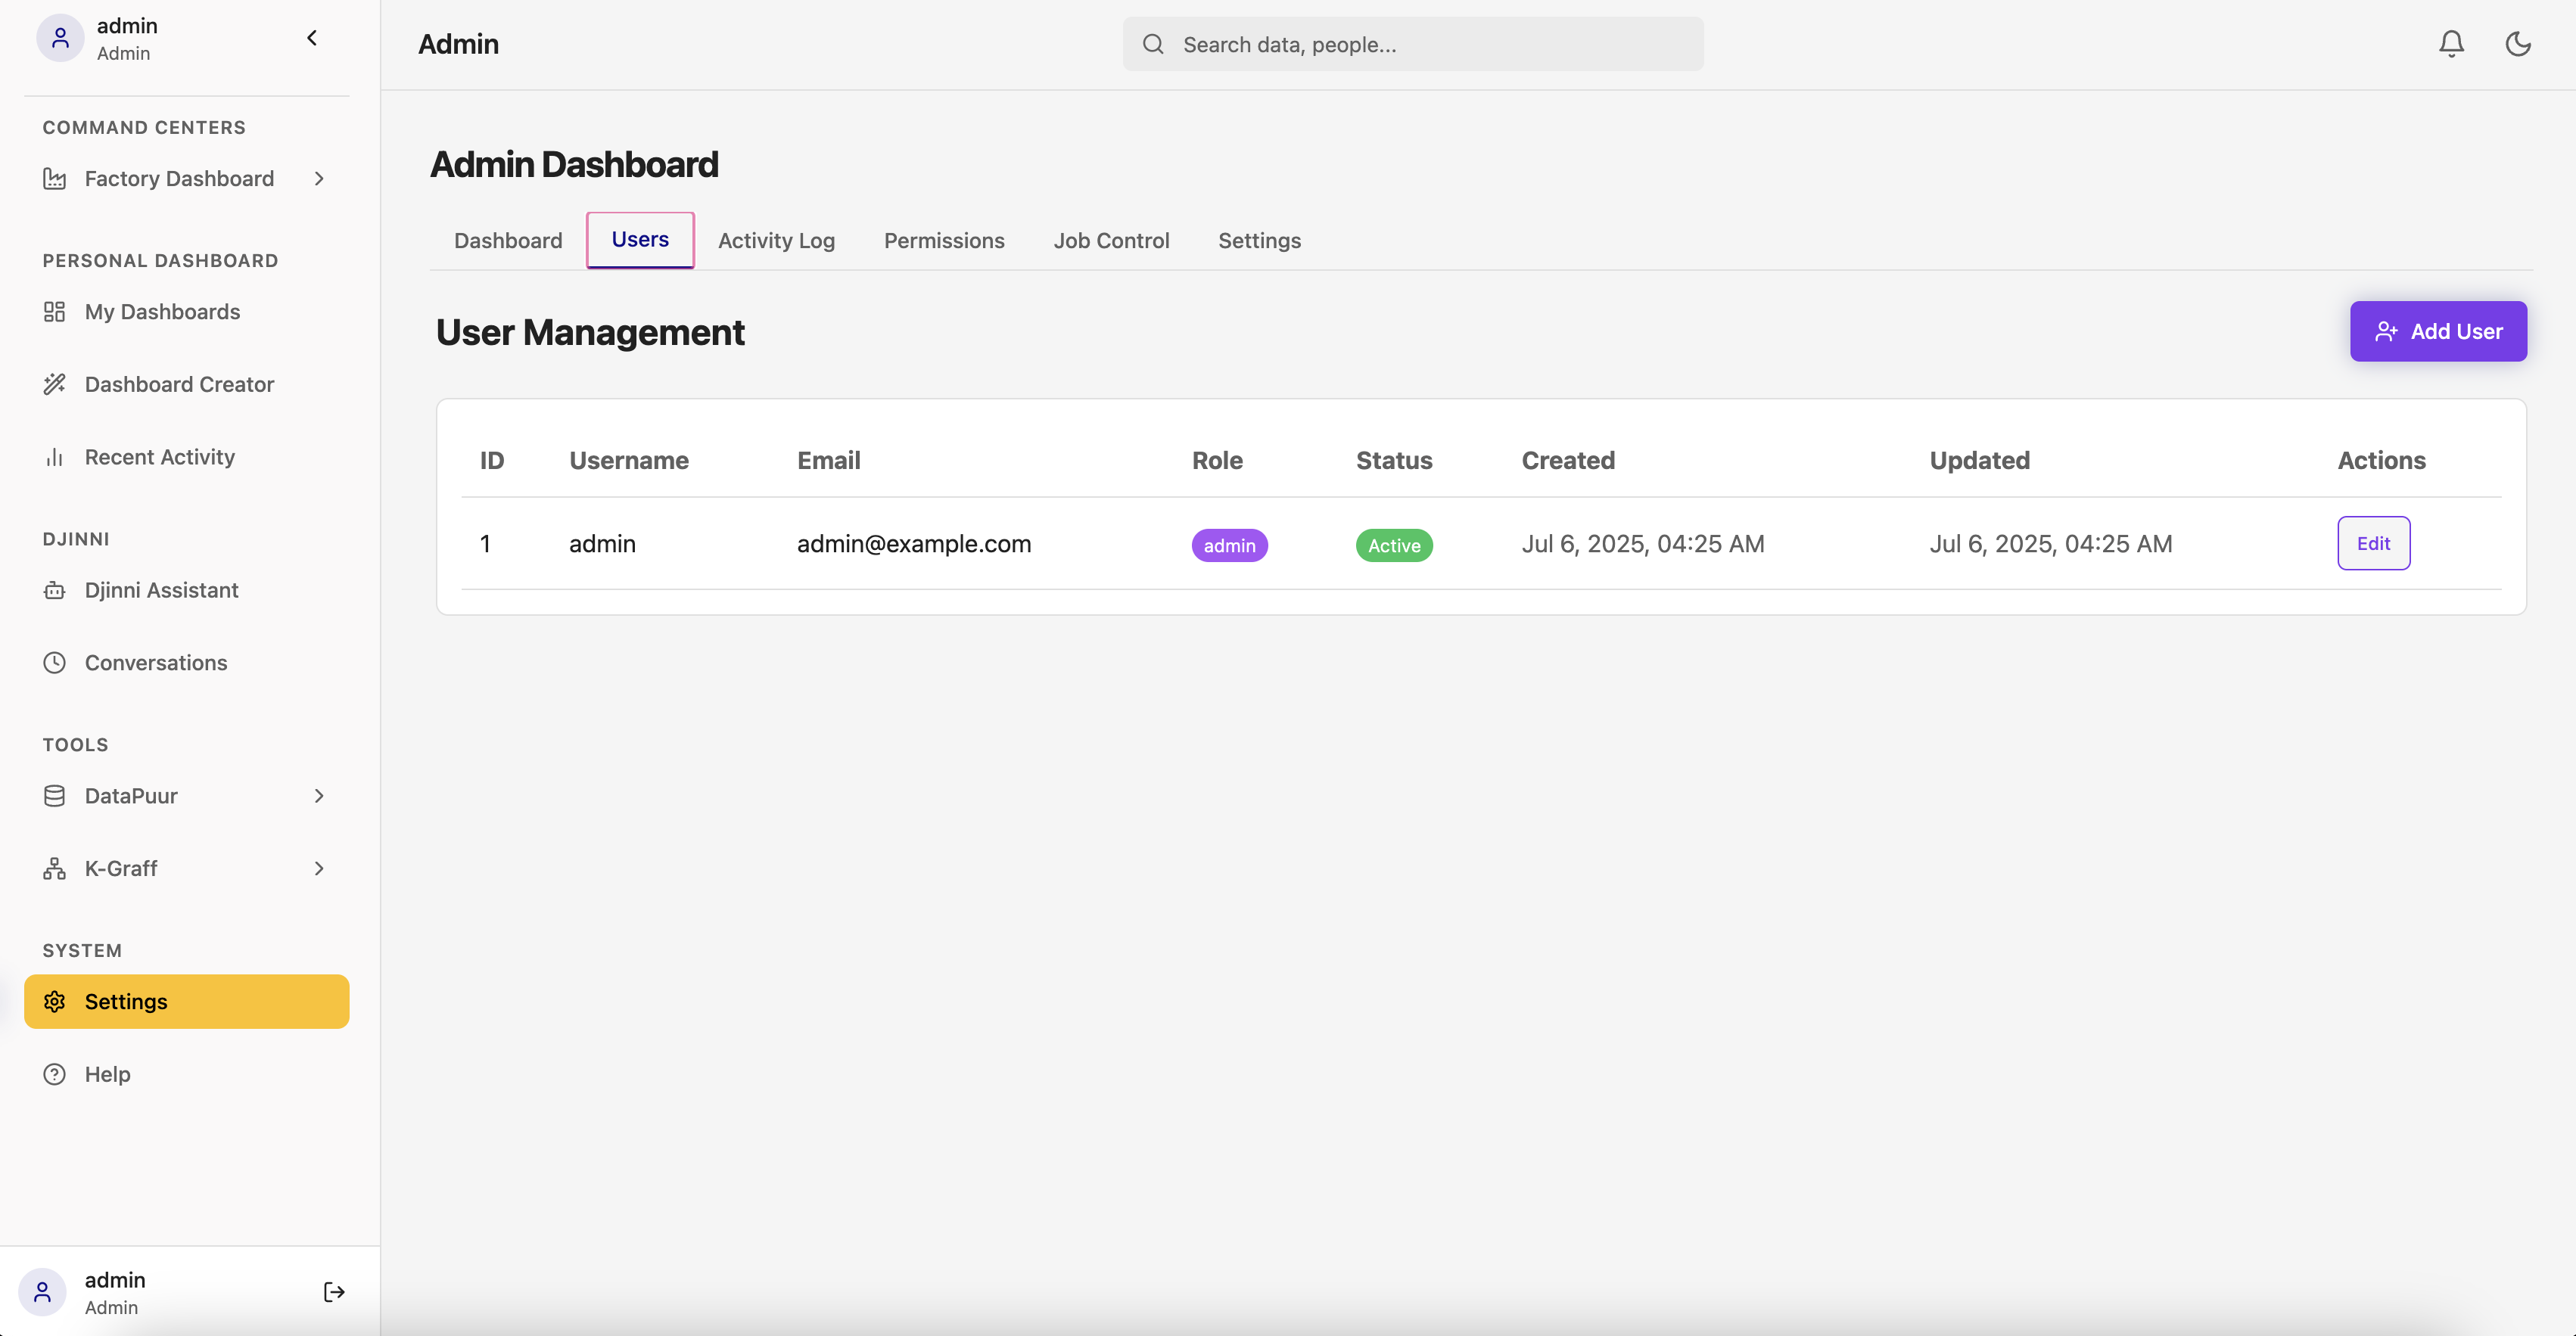 admin
Admin
COMMAND CENTERS
Factory Dashboard
PERSONAL DASHBOARD
My Dashboards
Dashboard Creator
Recent Activity
DJINNI
Djinni Assistant
Conversations
TOOLS
DataPuur
K-Graff
SYSTEM
Settings
Help
admin
Admin
Admin
Search data, people...
Admin Dashboard
Dashboard Users Activity Log Permissions Job Control Settings
User Management
Add User
ID Username Email Role Status Created Updated Actions
1 admin admin@example.com admin Active Jul 6, 2025, 04:25 AM Jul 6, 2025, 04:25 AM Edit